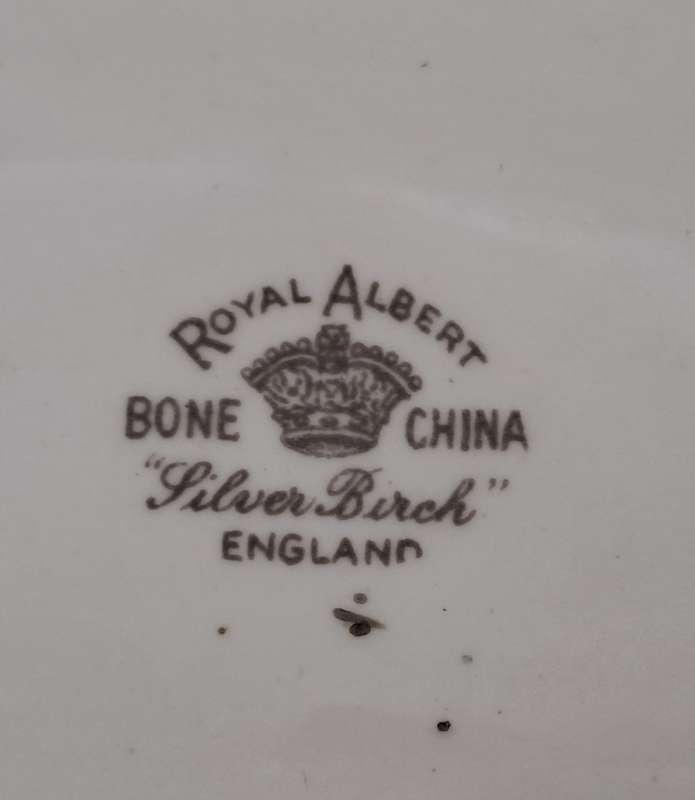 ROYAL ALBERT
BONE CHINA
"Silver Birch"
ENGLAND